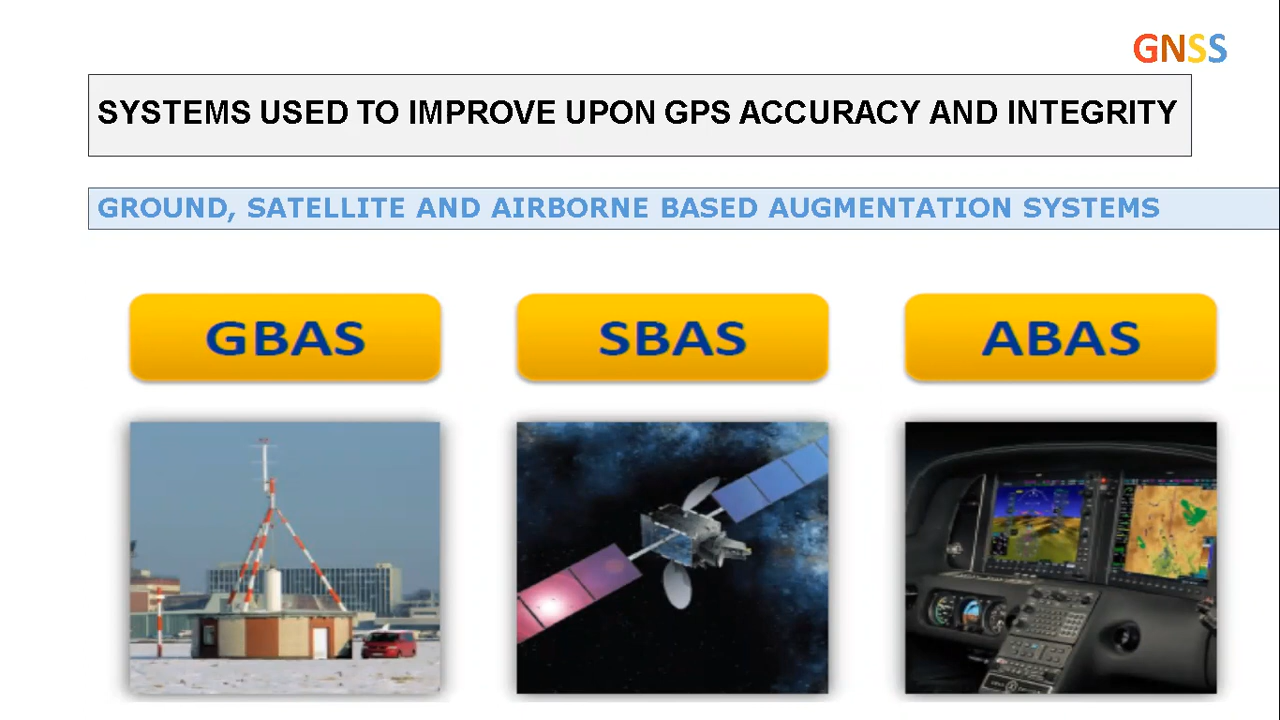 GNSS
SYSTEMS USED TO IMPROVE UPON GPS ACCURACY AND INTEGRITY
GROUND, SATELLITE AND AIRBORNE BASED AUGMENTATION SYSTEMS
GBAS SBAS ABAS